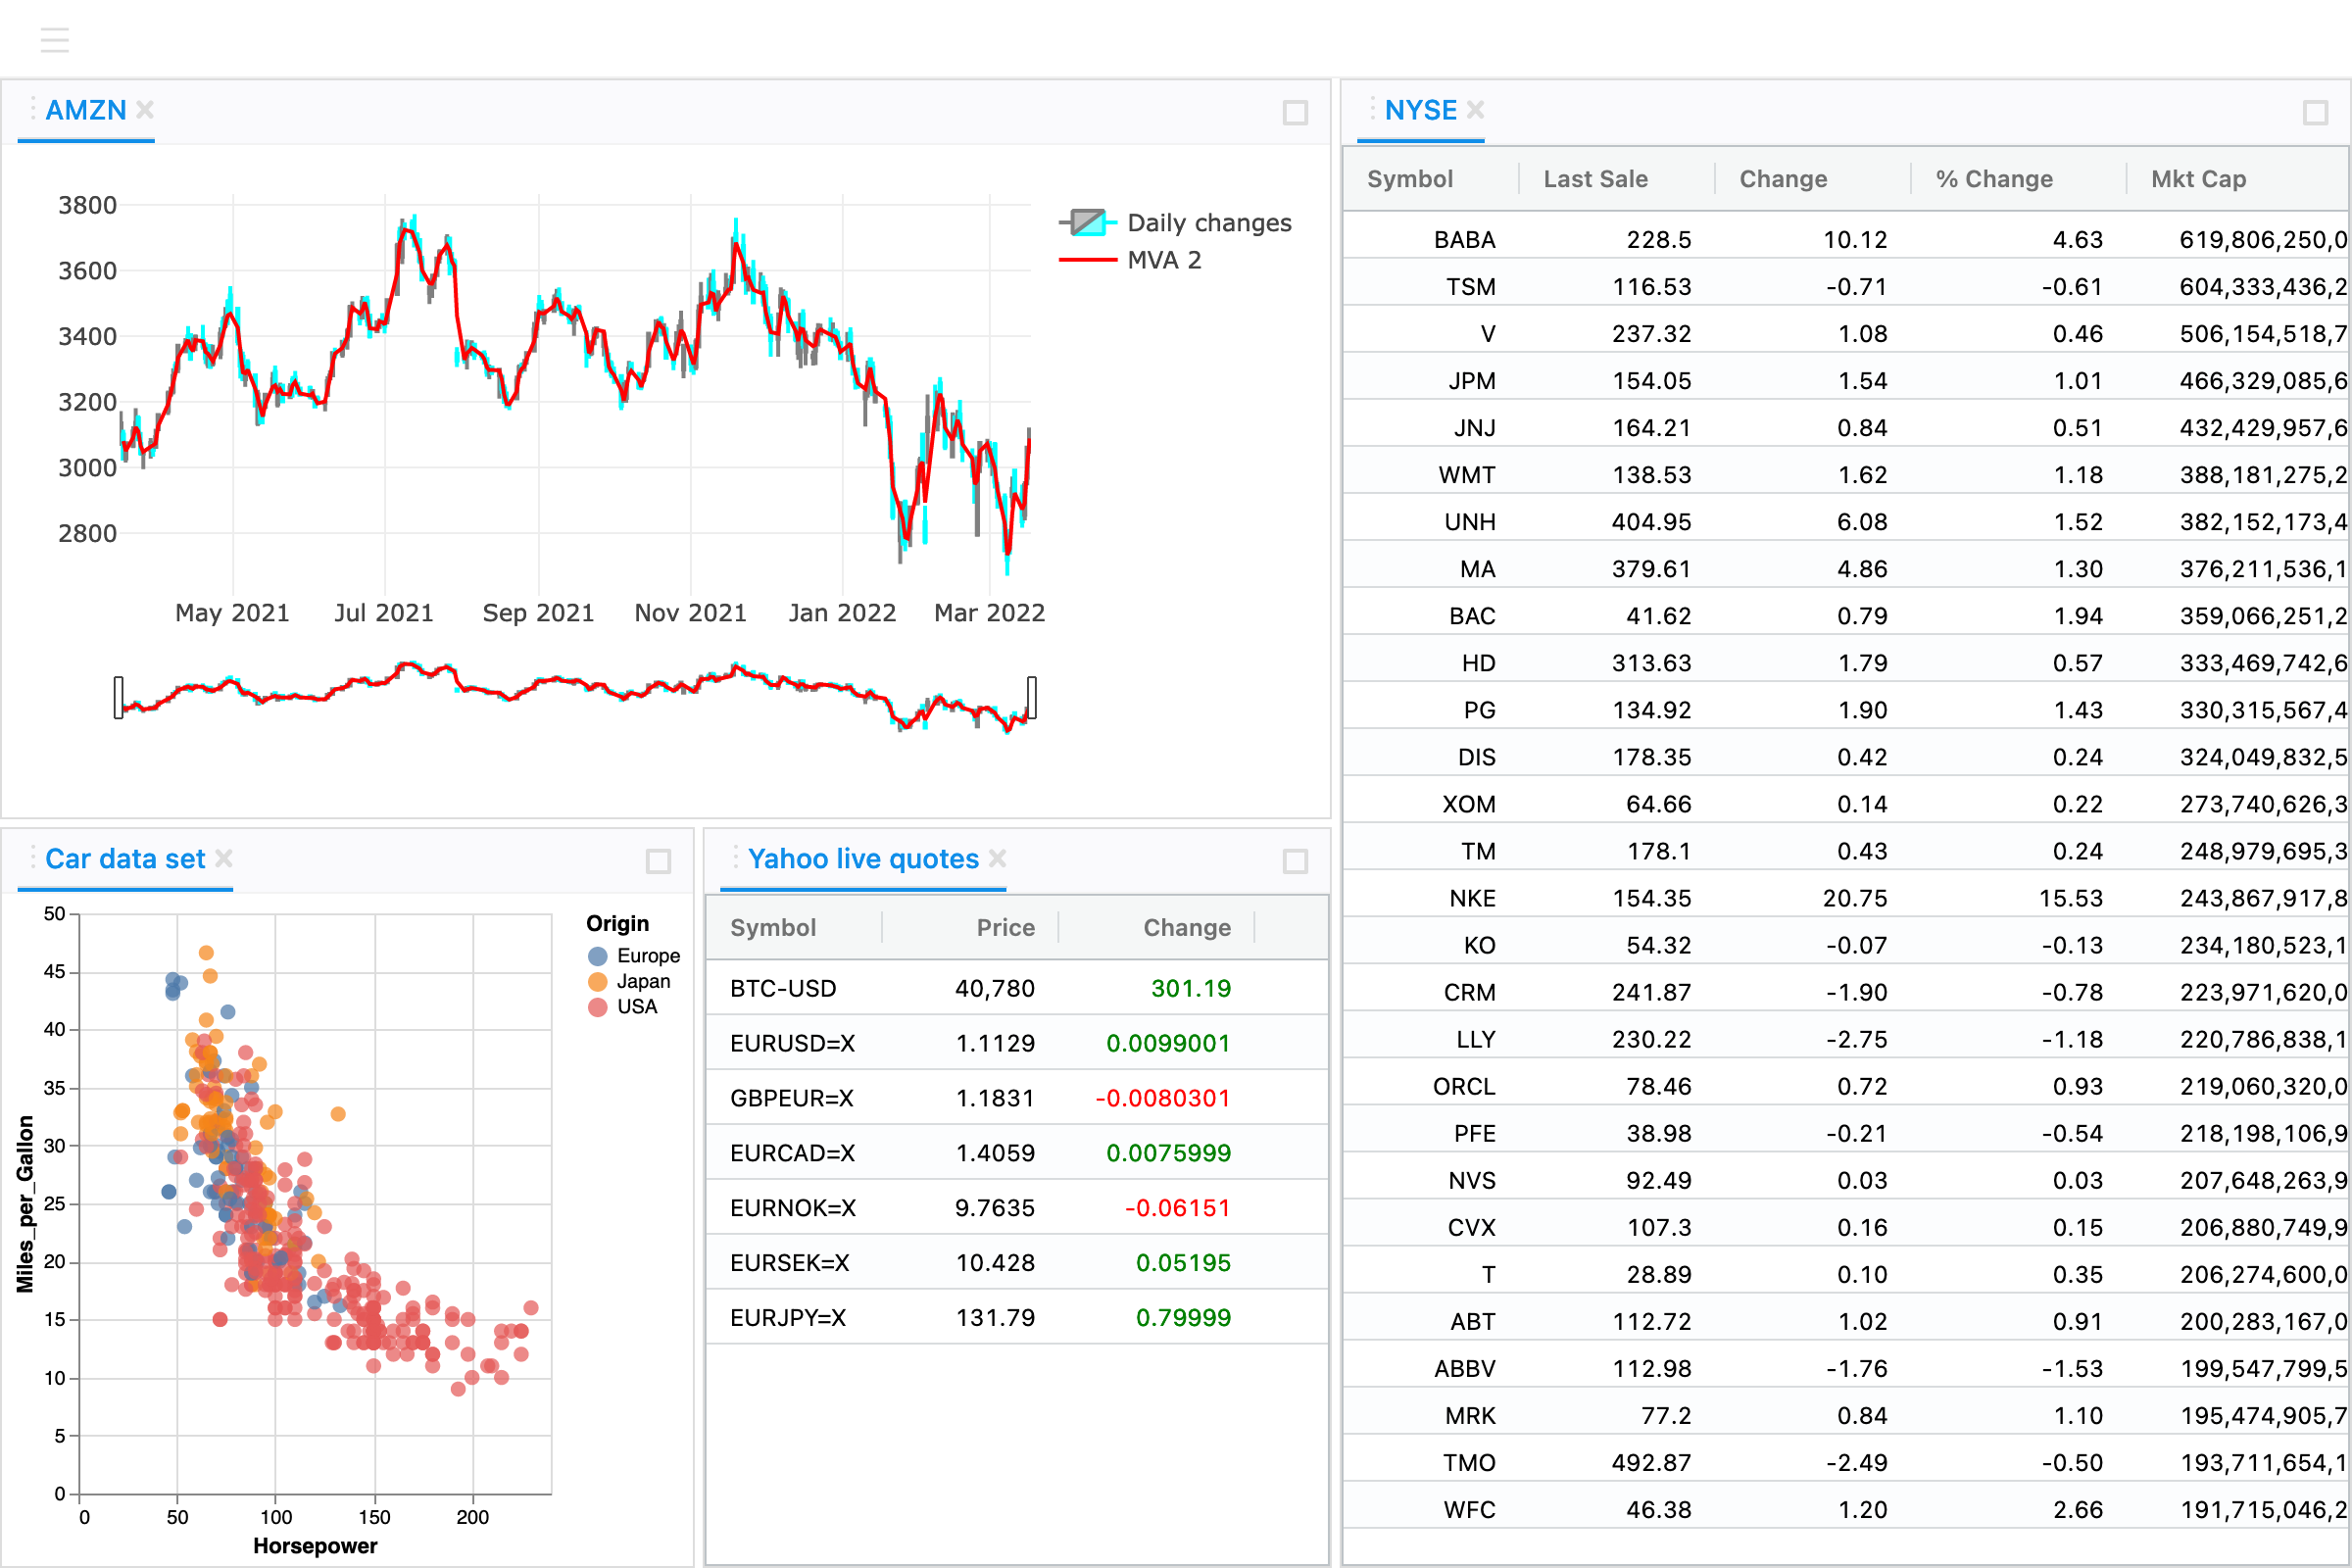 AMZN
3800
3600
3400
3200
3000
2800
May 2021 Jul 2021 Sep 2021 Nov 2021 Jan 2022 Mar 2022
Daily changes
MVA 2
Car data set
50
45
40
35
30
25
20
15
10
5
0
Miles_per_Gallon
0 50 100 150 200
Horsepower
Origin
Europe
Japan
USA
Yahoo live quotes
Symbol Price Change
BTC-USD 40,780 301.19
EURUSD=X 1.1129 0.0099001
GBPEUR=X 1.1831 -0.0080301
EURCAD=X 1.4059 0.0075999
EURNOK=X 9.7635 -0.06151
EURSEK=X 10.428 0.05195
EURJPY=X 131.79 0.79999
NYSE
Symbol Last Sale Change % Change Mkt Cap
BABA 228.5 10.12 4.63 619,806,250,0
TSM 116.53 -0.71 -0.61 604,333,436,2
V 237.32 1.08 0.46 506,154,518,7
JPM 154.05 1.54 1.01 466,329,085,6
JNJ 164.21 0.84 0.51 432,429,957,6
WMT 138.53 1.62 1.18 388,181,275,2
UNH 404.95 6.08 1.52 382,152,173,4
MA 379.61 4.86 1.30 376,211,536,1
BAC 41.62 0.79 1.94 359,066,251,2
HD 313.63 1.79 0.57 333,469,742,6
PG 134.92 1.90 1.43 330,315,567,4
DIS 178.35 0.42 0.24 324,049,832,5
XOM 64.66 0.14 0.22 273,740,626,3
TM 178.1 0.43 0.24 248,979,695,3
NKE 154.35 20.75 15.53 243,867,917,8
KO 54.32 -0.07 -0.13 234,180,523,1
CRM 241.87 -1.90 -0.78 223,971,620,0
LLY 230.22 -2.75 -1.18 220,786,838,1
ORCL 78.46 0.72 0.93 219,060,320,0
PFE 38.98 -0.21 -0.54 218,198,106,9
NVS 92.49 0.03 0.03 207,648,263,9
CVX 107.3 0.16 0.15 206,880,749,9
T 28.89 0.10 0.35 206,274,600,0
ABT 112.72 1.02 0.91 200,283,167,0
ABBV 112.98 -1.76 -1.53 199,547,799,5
MRK 77.2 0.84 1.10 195,474,905,7
TMO 492.87 -2.49 -0.50 193,711,654,1
WFC 46.38 1.20 2.66 191,715,046,2